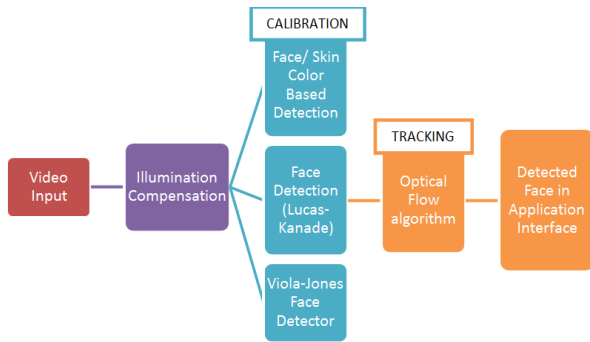 CALIBRATION
Face/ Skin
Color
Based
Detection
TRACKING
Video
Input
Illumination
Compensation
Face
Detection
(Lucas-
Kanade)
Optical
Flow
algorithm
Detected
Face in
Application
Interface
Viola-Jones
Face
Detector